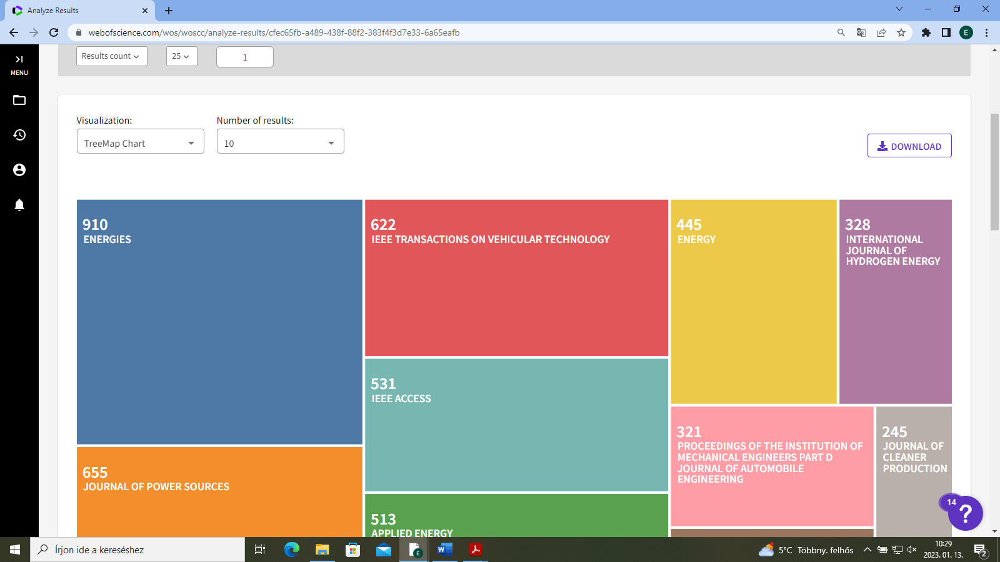 Analyze Results
webofscience.com/wos/woscc/analyze-results/cfec65fb-a489-438f-88f2-383f4f3d7e33-6a65eafb
E
MENU
Results count
25
1
Visualization:
Number of results:
TreeMap Chart
10
DOWNLOAD
910
ENERGIES
622
IEEE TRANSACTIONS ON VEHICULAR TECHNOLOGY
445
ENERGY
328
INTERNATIONAL
JOURNAL OF
HYDROGEN ENERGY
531
IEEE ACCESS
321
PROCEEDINGS OF THE INSTITUTION OF
MECHANICAL ENGINEERS PART D
JOURNAL OF AUTOMOBILE
ENGINEERING
245
JOURNAL OF
CLEANER
PRODUCTION
655
JOURNAL OF POWER SOURCES
513
APPLIED ENERGY
14
?
Írjon ide a kereséshez
E
W
5°C Többny. felhős
10:29
2023. 01. 13.
2